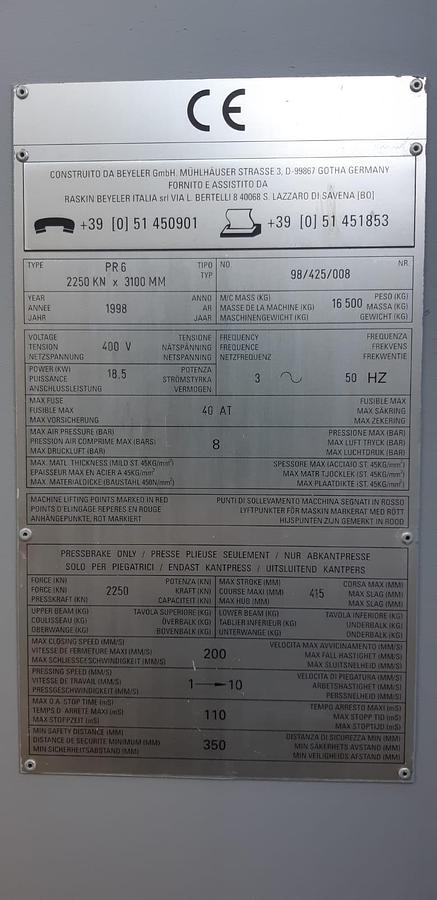 CE
CONSTRUITO DA BEYELER GmbH. MÜHLHÄUSER STRASSE 3, D-99867 GOTHA GERMANY
FORNITO E ASSISTITO DA
RASKIN BEYELER ITALIA srl VIA L. BERTELLI 8 40068 S. LAZZARO DI SAVENA [BO]
+39 [0] 51 450901 +39 [0] 51 451853
TYPE PR 6 TIPO NO 98/425/008 NR
2250 KN x 3100 MM TYP
YEAR ANNO M/C MASS (KG) PESO (KG)
ANNEE 1998 AR MASSE DE LA MACHINE (KG) 16 500 MASSA (KG)
JAHR JAAR MASCHINENGEWICHT (KG) GEWICHT (KG)
VOLTAGE TENSIONE FREQUENCY FREQUENZA
TENSION 400 V NÄTSPÄNNING FREQUENCE FREKVENS
NETZSPANNUNG NETSPANNING NETZFREQUENZ FREKWENTIE
POWER (KW) POTENZA
PUISSANCE 18.5 STRÖMSTYRKA 3 50 HZ
ANSCHLUSSLEISTUNG VERMOGEN
MAX FUSE FUSIBILE MAX
FUSIBLE MAX 40 AT MAX SÄKRING
MAX VORSICHERUNG MAX ZEKERING
MAX AIR PRESSURE (BAR) PRESSIONE MAX (BAR)
PRESSION AIR COMPRIME MAX (BARS) 8 MAX LUFT TRYCK (BAR)
MAX DRUCKLUFT (BAR) MAX LUCHTDRUK (BAR)
MAX. MATL. THICKNESS (MILD ST. 45KG/mm²) SPESSORE MAX (ACCIAIO ST. 45KG/mm²)
EPAISSEUR MAX EN ACIER A 45KG/mm²) MAX MATR TJOCKLEK (ST. 45KG/mm²)
MAX. MATERIALDICKE (BAUSTAHL 450N/mm²) MAX PLAATDIKTE (ST. 45KG/mm²)
MACHINE LIFTING POINTS MARKED IN RED PUNTI DI SOLLEVAMENTO MACCHINA SEGNATI IN ROSSO
POINTS D'ELINGAGE REPERES EN ROUGE LYFTPUNKTER FÖR MASKIN MARKERAT MED RÖTT
ANHÄNGEPUNKTE, ROT MARKIERT HIJSPUNTEN ZIJN GEMERKT IN ROOD
PRESSBRAKE ONLY / PRESSE PLIEUSE SEULEMENT / NUR ABKANTPRESSE
SOLO PER PIEGATRICI / ENDAST KANTPRESS / UITSLUITEND KANTPERS
FORCE (KN) POTENZA (KN) MAX STROKE (MM) CORSA MAX (MM)
FORCE (KN) 2250 KRAFT (KN) COURSE MAXI (MM) 415 MAX SLAG (MM)
PRESSKRAFT (KN) CAPACITEIT (KN) MAX HUB (MM) MAX SLAG (MM)
UPPER BEAM (KG) TAVOLA SUPERIORE (KG) LOWER BEAM (KG) TAVOLA INFERIORE (KG)
COULISSEAU (KG) ÖVERBALK (KG) TABLIER INFERIEUR (KG) UNDERBALK (KG)
OBERWANGE (KG) BOVENBALK (KG) UNTERWANGE (KG) ONDERBALK (KG)
MAX CLOSING SPEED (MM/S) VELOCITA MAX AVVICINAMENTO (MM/S)
VITESSE DE FERMETURE MAXI (MM/S) 200 MAX FALL HASTIGHET (MM/S)
MAX SCHLIESSGESCHWINDIGKEIT (MM/S) MAX SLUITSNELHEID (MM/S)
PRESSING SPEED (MM/S) VELOCITA DI PIEGATURA (MM/S)
VITESSE DE TRAVAIL (MM/S) 1 → 10 ARBETSHASTIGHET (MM/S)
PRESSGESCHWINDIGKEIT (MM/S) PERSSNELHEID (MM/S)
MAX O.A. STOP TIME (mS) TEMPO ARRESTO MAXI (mS)
TEMPS D'ARRETE MAXI (mS) 110 MAX STOPP TID (mS)
MAX STOPPZEIT (mS) MAX STOPTIJD (mS)
MIN SAFETY DISTANCE (MM) DISTANZA DI SICUREZZA MIN (MM)
DISTANCE DE SECURITE MINIMUM (MM) 350 MIN SÄKERHETS AVSTAND (MM)
MIN SICHERHEITSABSTAND (MM) MIN VEILIGHEIDS AFSTAND (MM)